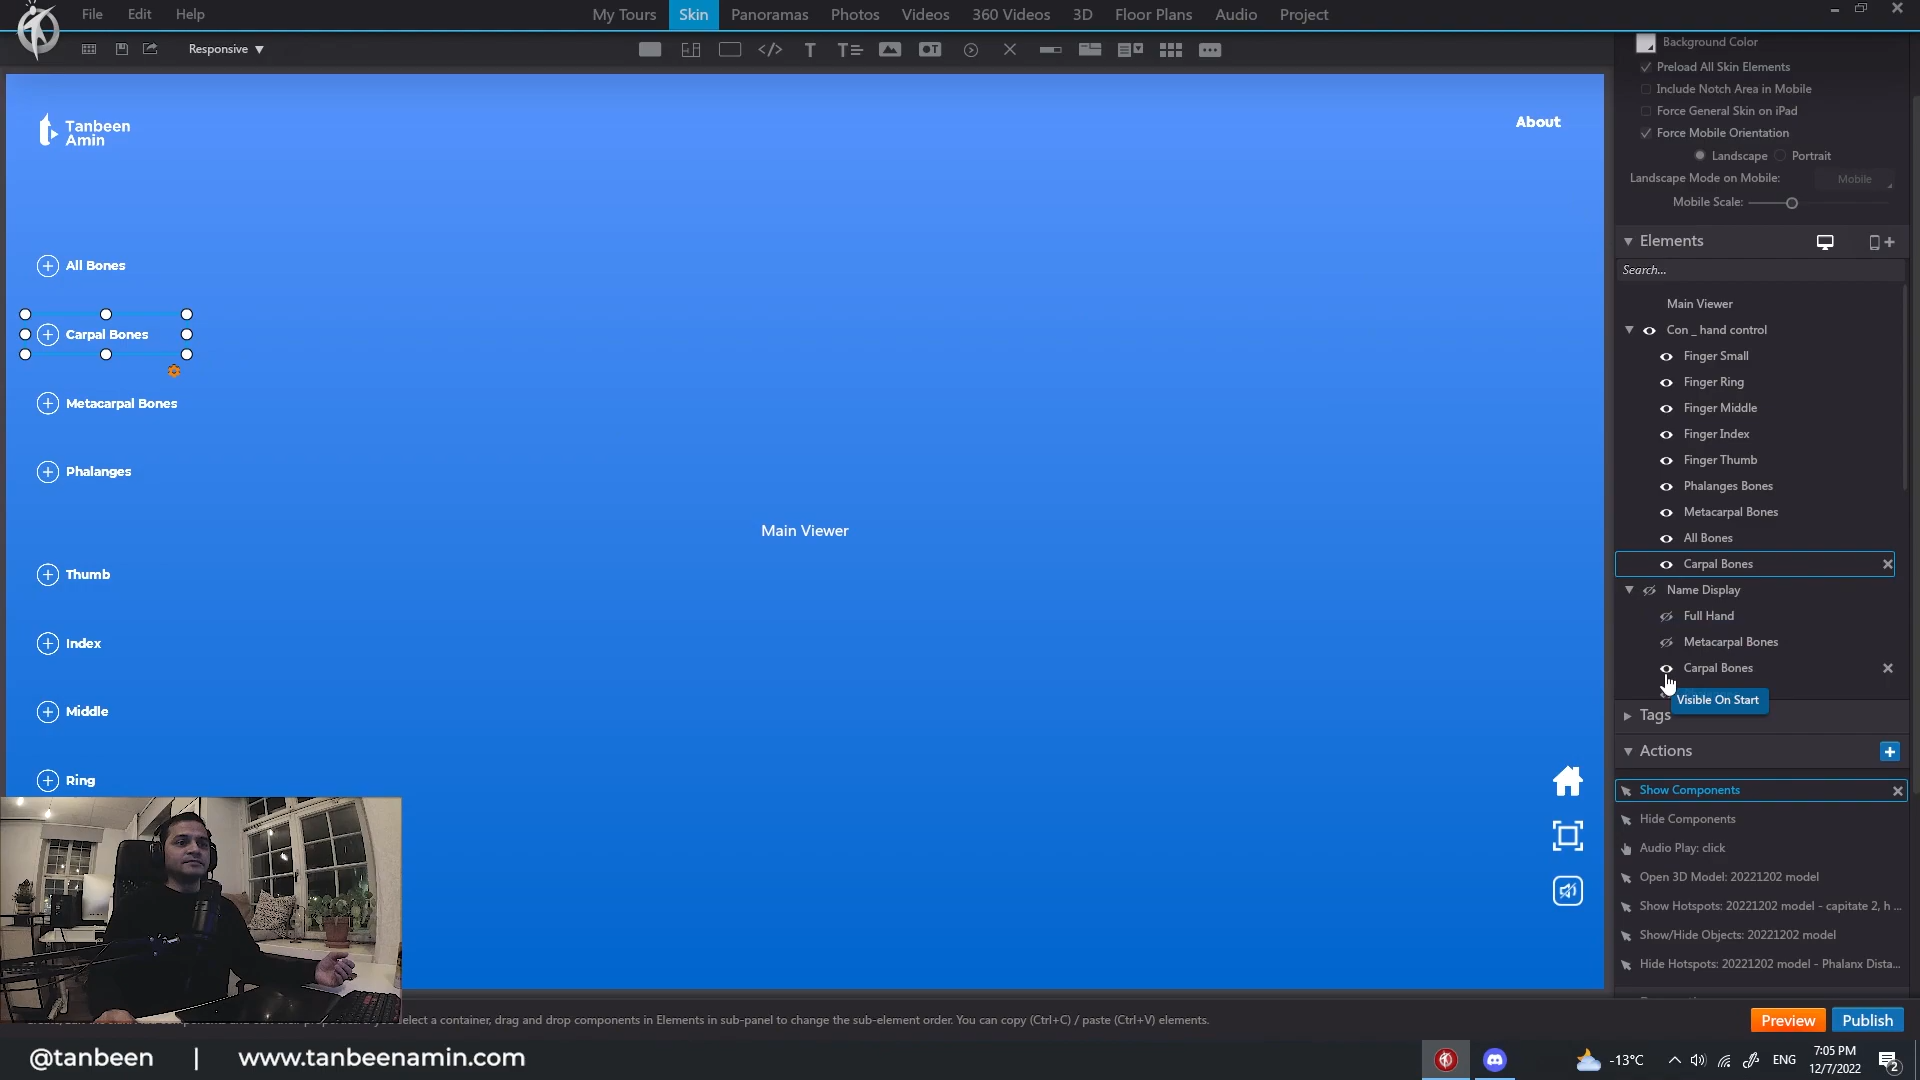 File Edit Help
My Tours Skin Panoramas Photos Videos 360 Videos 3D Floor Plans Audio Project
Responsive
Background Color
Preload All Skin Elements
Include Notch Area in Mobile
Force General Skin on iPad
Force Mobile Orientation
Landscape Portrait
Landscape Mode on Mobile: Mobile
Mobile Scale:
Elements
Search...
Main Viewer
Con _ hand control
Finger Small
Finger Ring
Finger Middle
Finger Index
Finger Thumb
Phalanges Bones
Metacarpal Bones
All Bones
Carpal Bones
Name Display
Full Hand
Metacarpal Bones
Carpal Bones
Visible On Start
Tags
Actions
Show Components
Hide Components
Audio Play: click
Open 3D Model: 20221202 model
Show Hotspots: 20221202 model - capitate 2, h ...
Show/Hide Objects: 20221202 model
Hide Hotspots: 20221202 model - Phalanx Dista...
Tanbeen
Amin
About
All Bones
Carpal Bones
Metacarpal Bones
Phalanges
Main Viewer
Thumb
Index
Middle
Ring
select a container, drag and drop components in Elements in sub-panel to change the sub-element order. You can copy (Ctrl+C) / paste (Ctrl+V) elements.
Preview Publish
@tanbeen | www.tanbeenamin.com
-13°C ENG 7:05 PM
12/7/2022
2